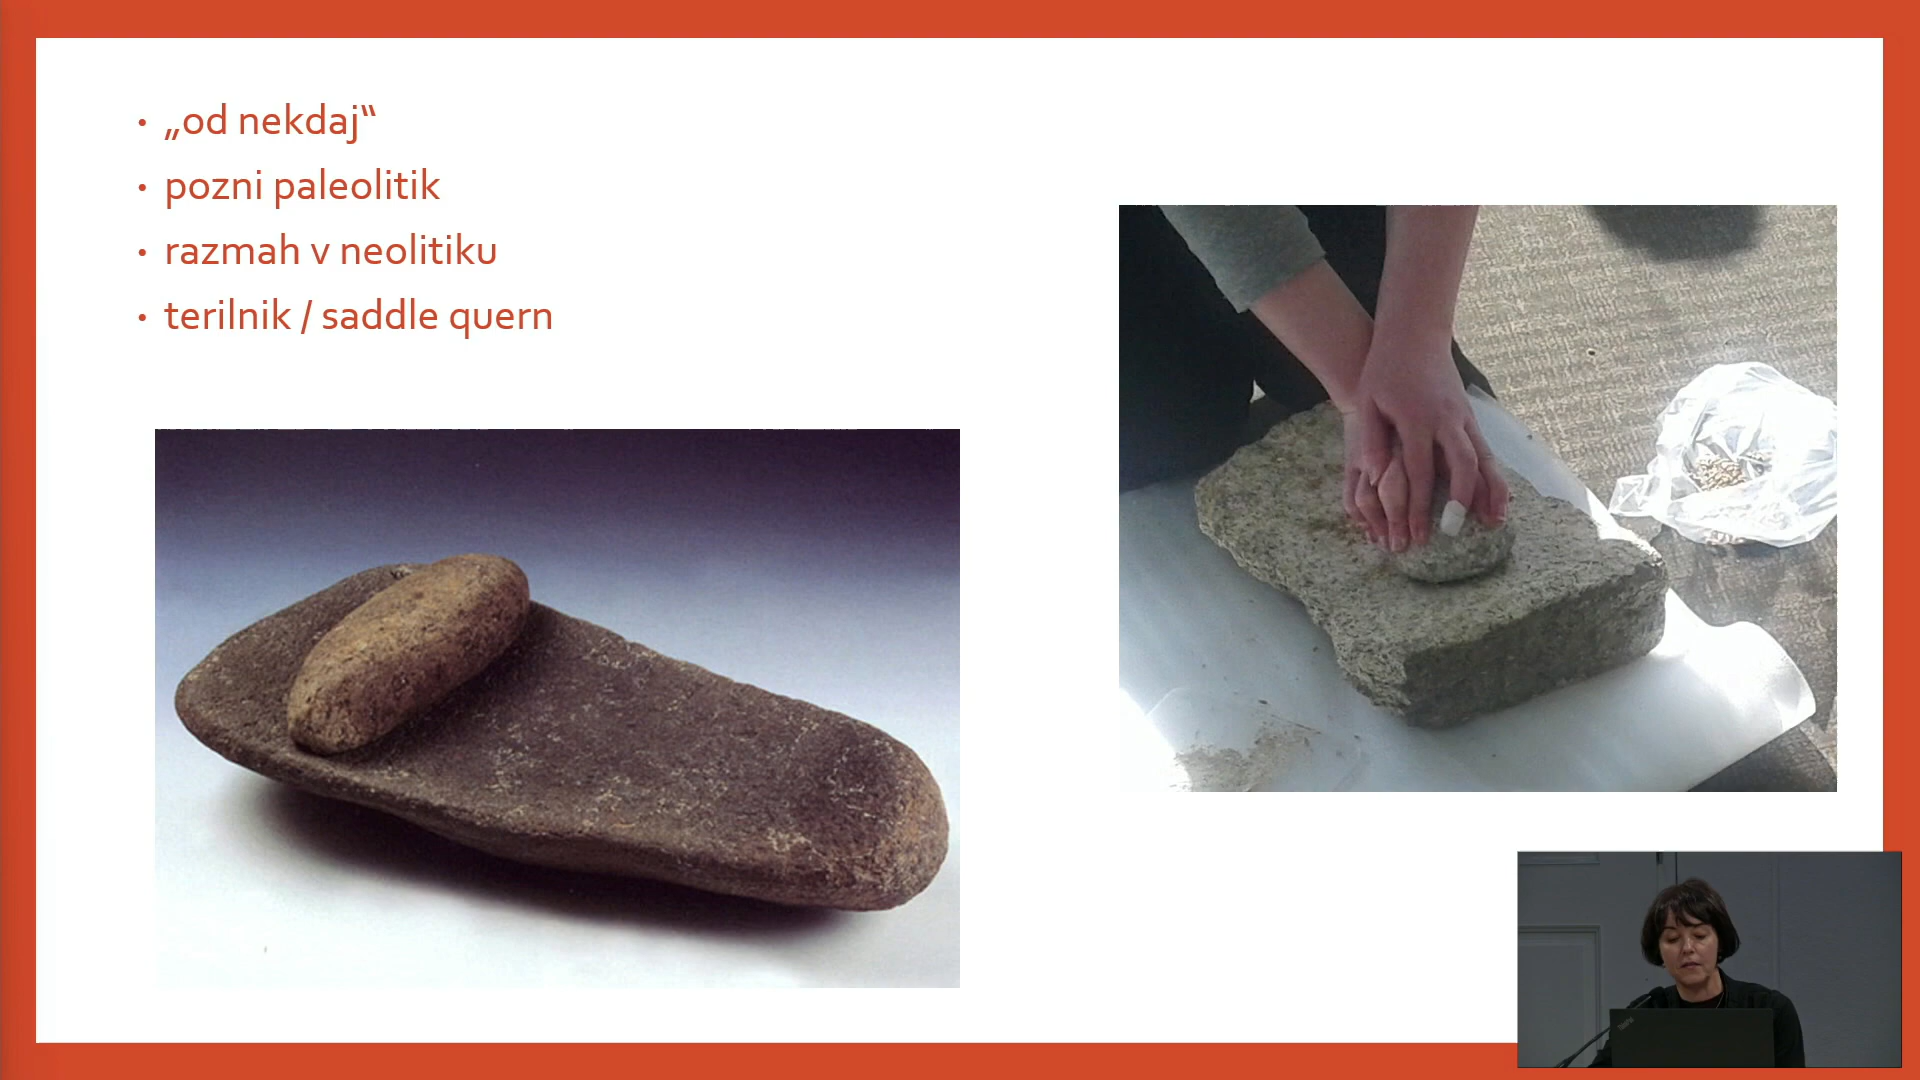 • „od nekdaj“
• pozni paleolitik
• razmah v neolitiku
• terilnik / saddle quern